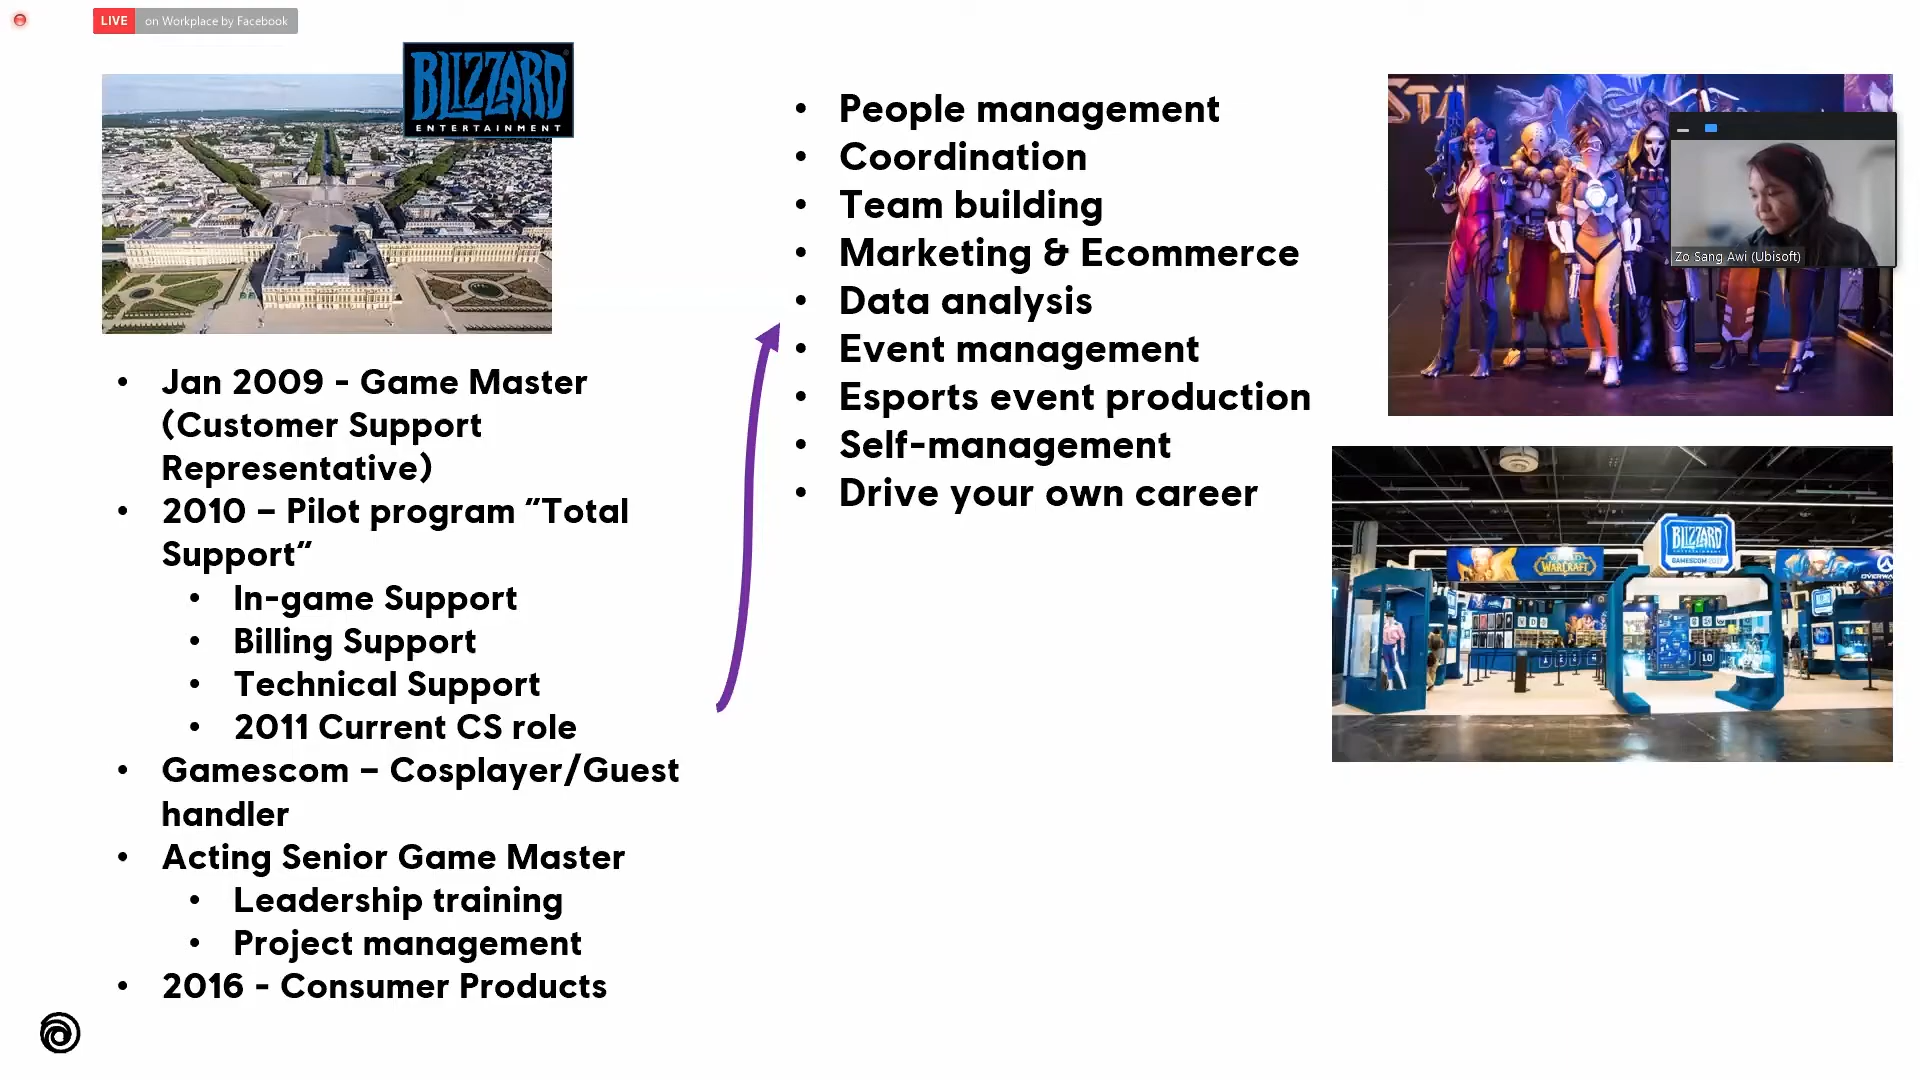 LIVE on Workplace by Facebook
BLIZZARD
ENTERTAINMENT
• Jan 2009 - Game Master
(Customer Support
Representative)
• 2010 – Pilot program “Total
Support”
• In-game Support
• Billing Support
• Technical Support
• 2011 Current CS role
• Gamescom – Cosplayer/Guest
handler
• Acting Senior Game Master
• Leadership training
• Project management
• 2016 - Consumer Products
• People management
• Coordination
• Team building
• Marketing & Ecommerce
• Data analysis
• Event management
• Esports event production
• Self-management
• Drive your own career
Zo Sang Awi (Ubisoft)
BLIZZARD
ENTERTAINMENT
GAMESCOM 2017
WARCRAFT